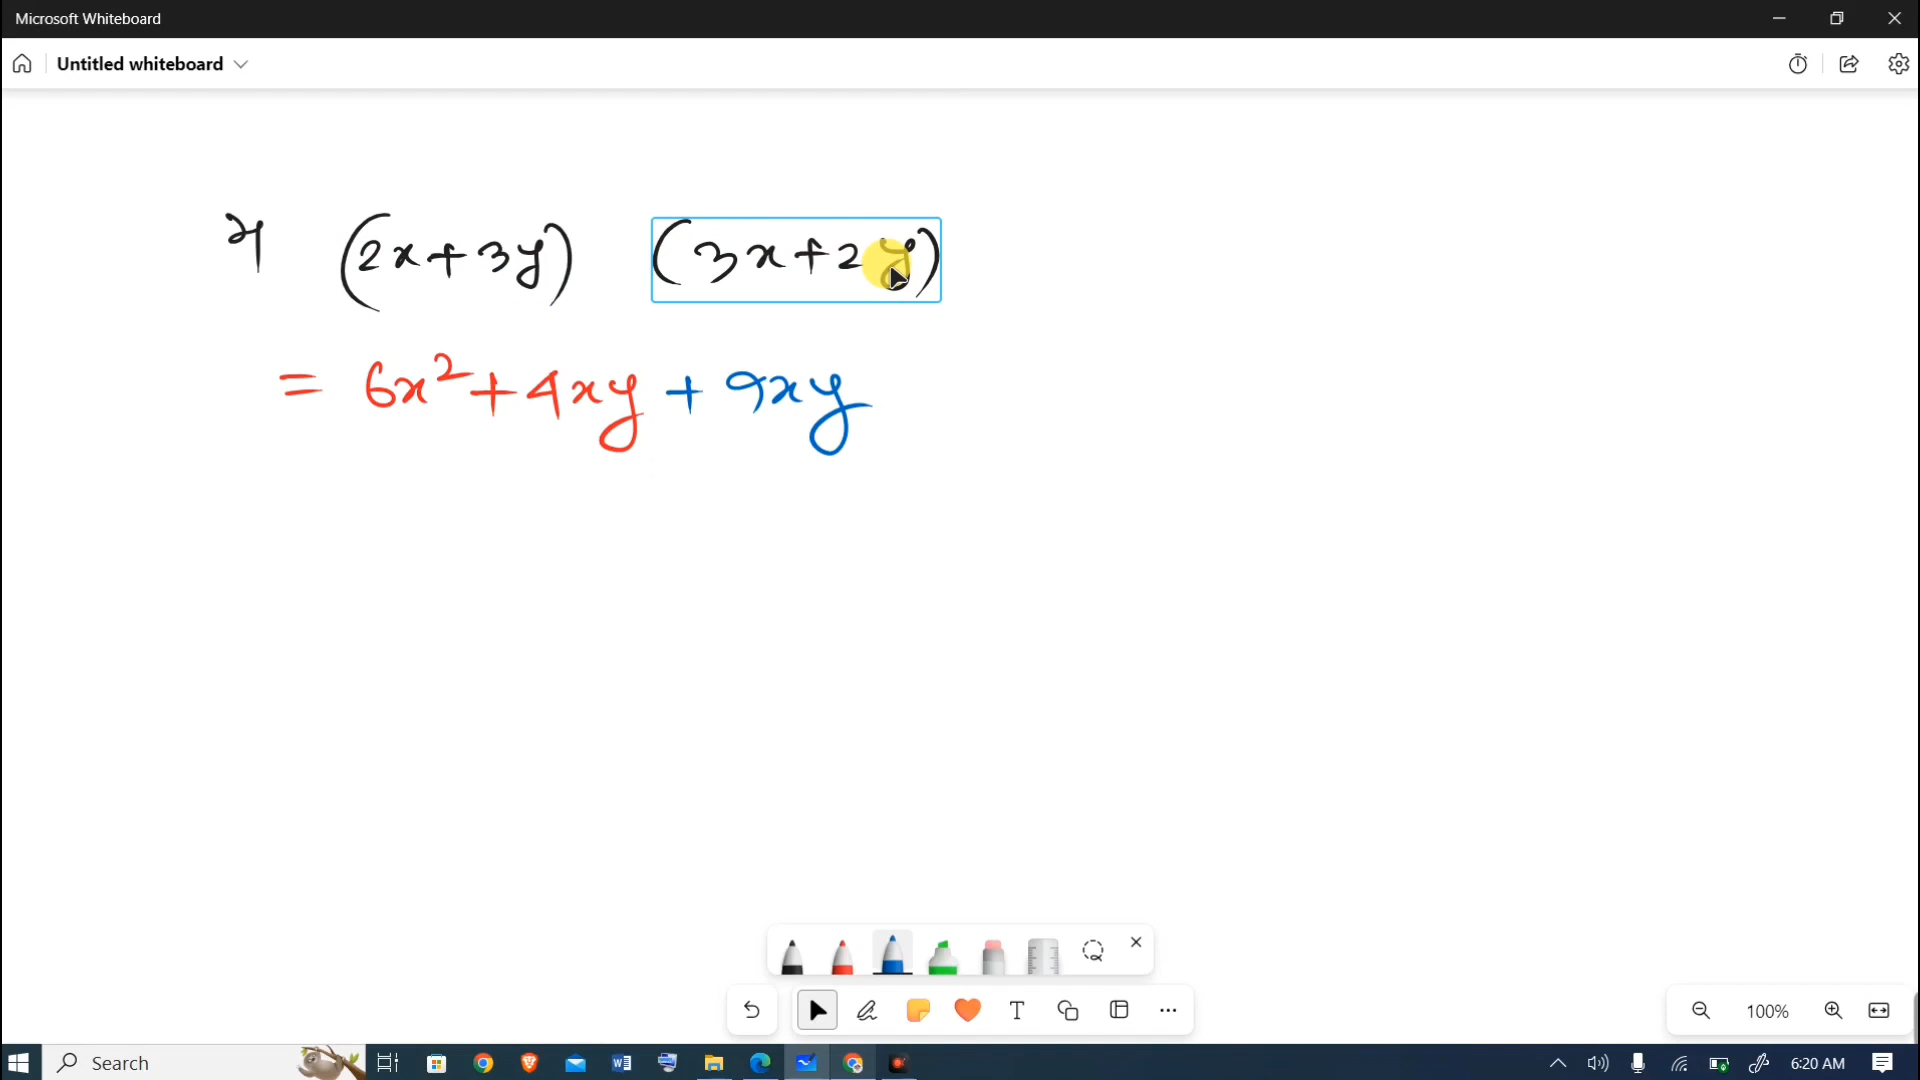 Microsoft Whiteboard
Untitled whiteboard
(2x+3y) (3x+2y)
= 6x²+4xy + 9xy
100%
Search
6:20 AM